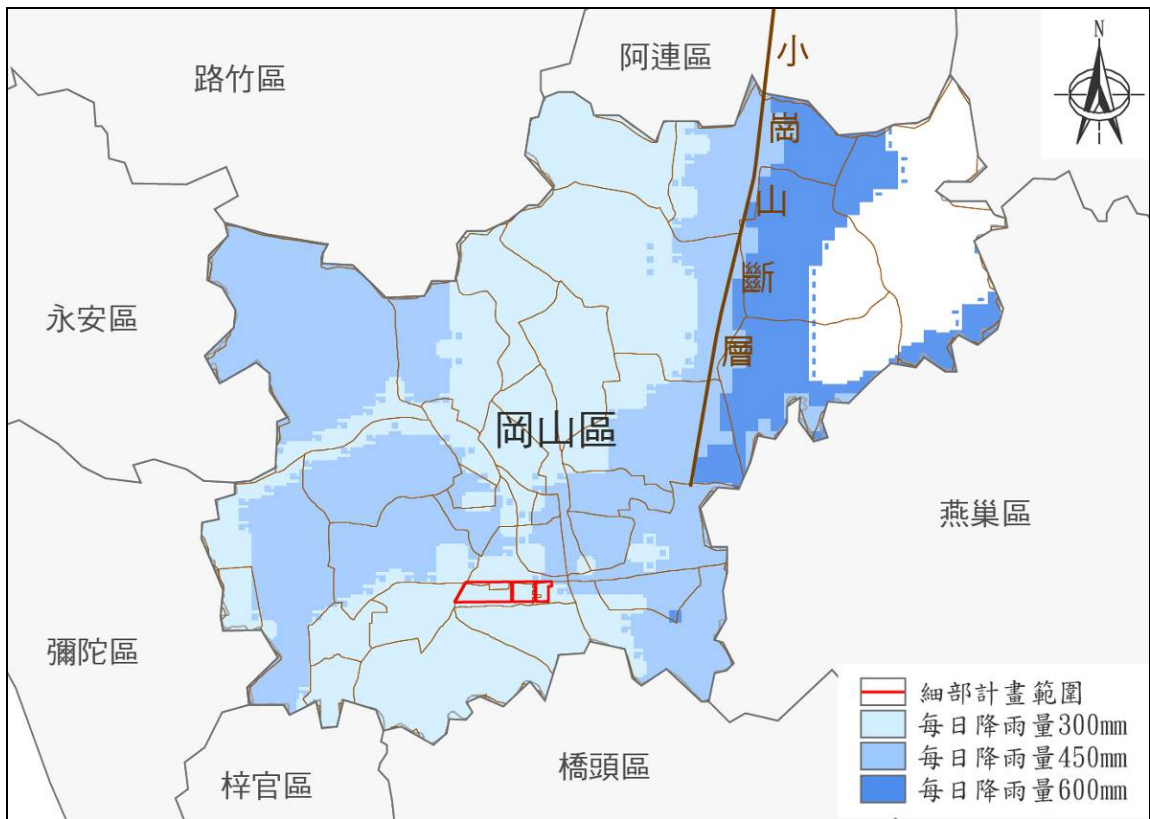 路竹區
阿連區
N
小崗山斷層
永安區
岡山區
燕巢區
彌陀區
梓官區
橋頭區
細部計畫範圍
每日降雨量300mm
每日降雨量450mm
每日降雨量600mm